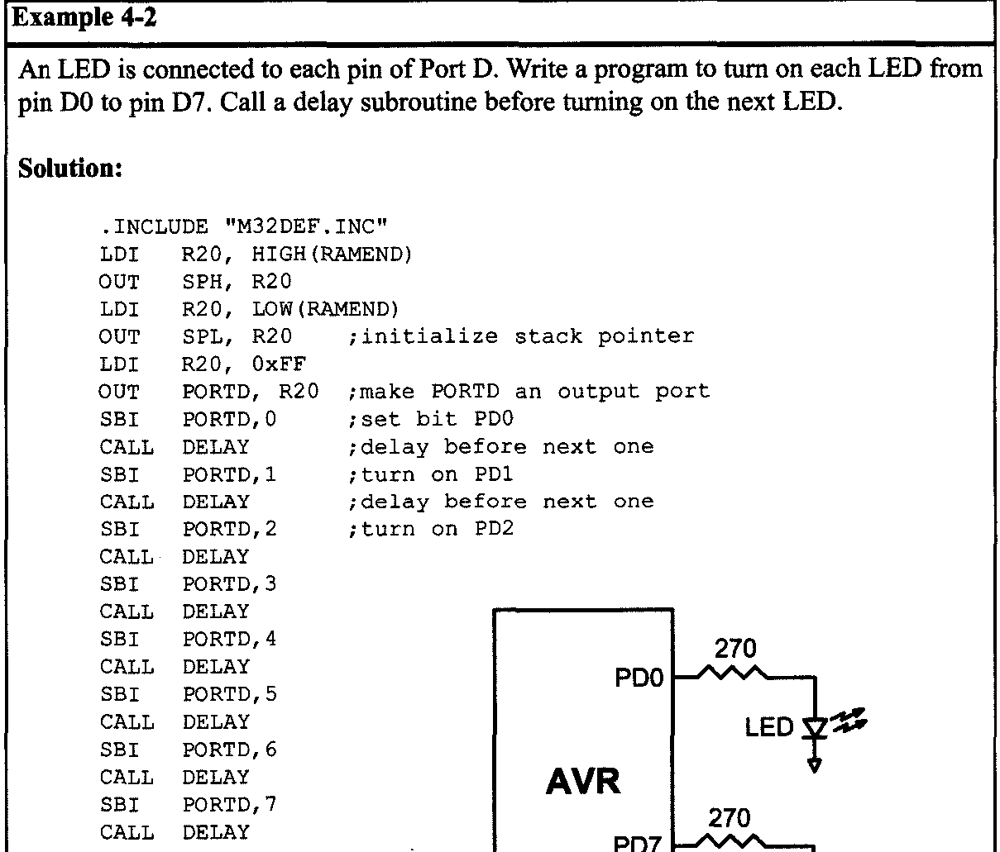 Example 4-2
An LED is connected to each pin of Port D. Write a program to turn on each LED from
pin D0 to pin D7. Call a delay subroutine before turning on the next LED.
Solution:
.INCLUDE "M32DEF.INC"
LDI R20, HIGH(RAMEND)
OUT SPH, R20
LDI R20, LOW(RAMEND)
OUT SPL, R20 ;initialize stack pointer
LDI R20, 0xFF
OUT PORTD, R20 ;make PORTD an output port
SBI PORTD,0 ;set bit PD0
CALL DELAY ;delay before next one
SBI PORTD,1 ;turn on PD1
CALL DELAY ;delay before next one
SBI PORTD,2 ;turn on PD2
CALL DELAY
SBI PORTD,3
CALL DELAY
SBI PORTD,4
CALL DELAY
SBI PORTD,5
CALL DELAY
SBI PORTD,6
CALL DELAY
SBI PORTD,7
CALL DELAY
270
PD0
LED
AVR
270
PD7